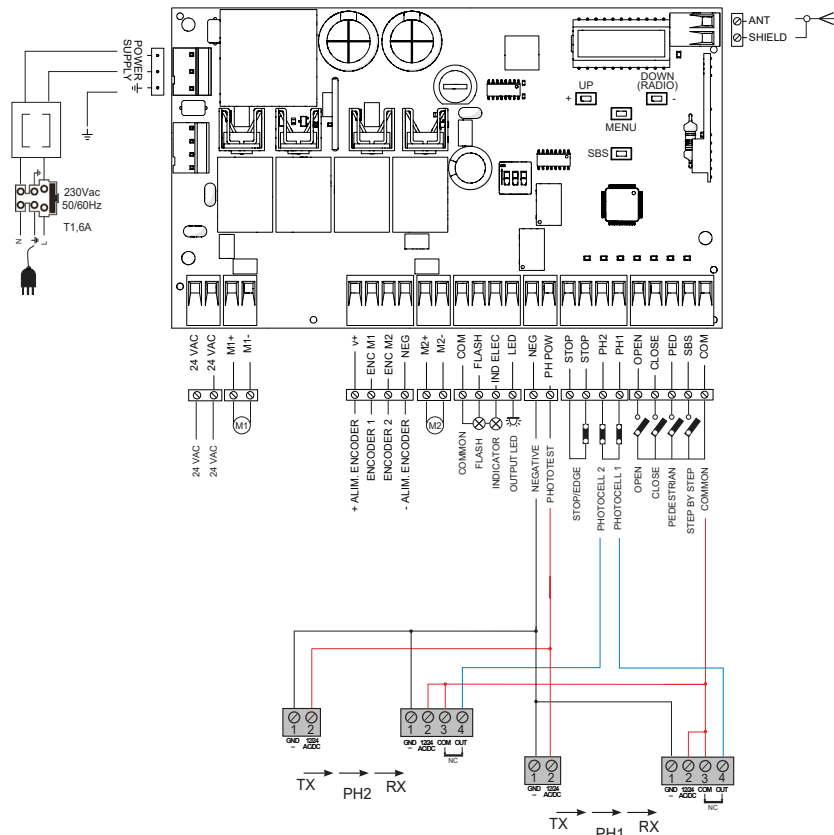 ANT
SHIELD
POWER
SUPPLY
UP
+
DOWN
(RADIO)
-
MENU
SBS
230Vac
50/60Hz
T1,6A
N
L
24 VAC
24 VAC
M1+
M1-
v+
ENC M1
ENC M2
NEG
M2+
M2-
COM
FLASH
IND ELEC
LED
NEG
PH POW
STOP
STOP
PH2
PH1
OPEN
CLOSE
PED
SBS
COM
M1
M2
24 VAC
24 VAC
+ ALIM. ENCODER
ENCODER 1
ENCODER 2
- ALIM. ENCODER
COMMON
FLASH
INDICATOR
OUTPUT LED
NEGATIVE
PHOTOTEST
STOP/EDGE
PHOTOCELL 2
PHOTOCELL 1
OPEN
CLOSE
PEDESTRIAN
STEP BY STEP
COMMON
1 2
GND 12/24
– AC/DC
1 2 3 4
GND 12/24 COM OUT
– AC/DC
NC
TX PH2 RX
1 2
GND 12/24
– AC/DC
1 2 3 4
GND 12/24 COM OUT
– AC/DC
NC
TX PH1 RX